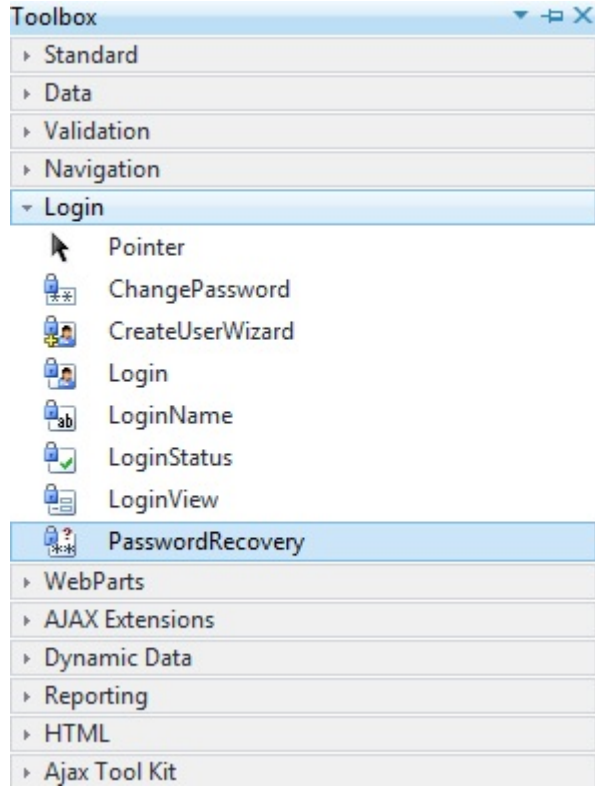 Toolbox
Standard
Data
Validation
Navigation
Login
Pointer
ChangePassword
CreateUserWizard
Login
ab LoginName
LoginStatus
LoginView
PasswordRecovery
WebParts
AJAX Extensions
Dynamic Data
Reporting
HTML
Ajax Tool Kit